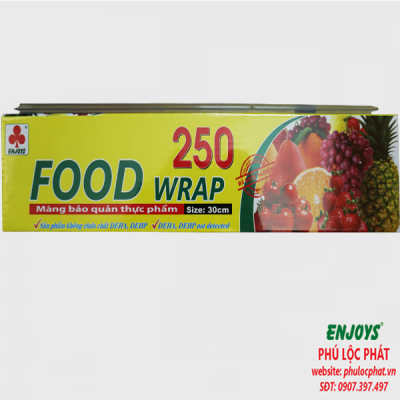 250
ENJOYS
FOOD WRAP
Màng bảo quản thực phẩm
Size: 30cm
Sản phẩm không chứa chất DEHA, DEHP
DEHA, DEHP not detected
ENJOYS®
PHÚ LỘC PHÁT
website: phulocphat.vn
SĐT: 0907.397.497